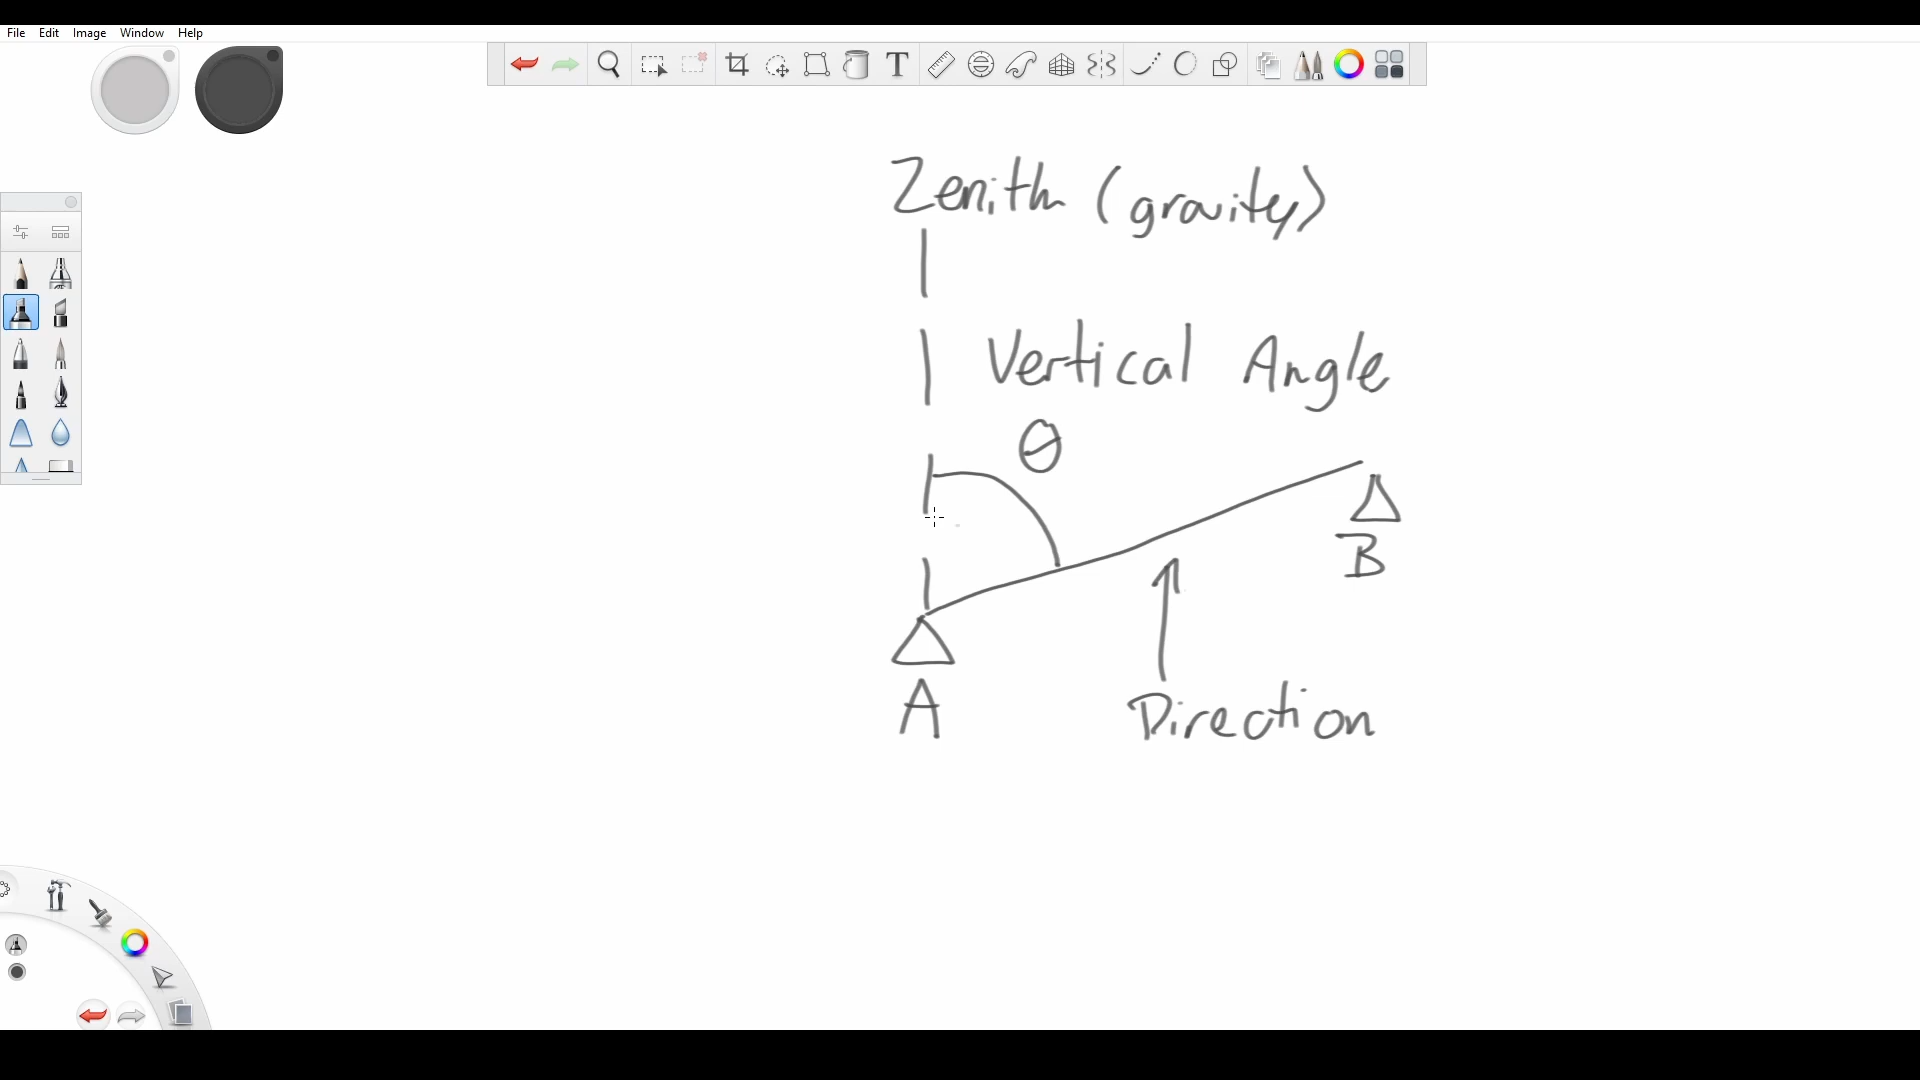 File Edit Image Window Help
Zenith (gravity)
Vertical Angle
θ
B
A
Direction